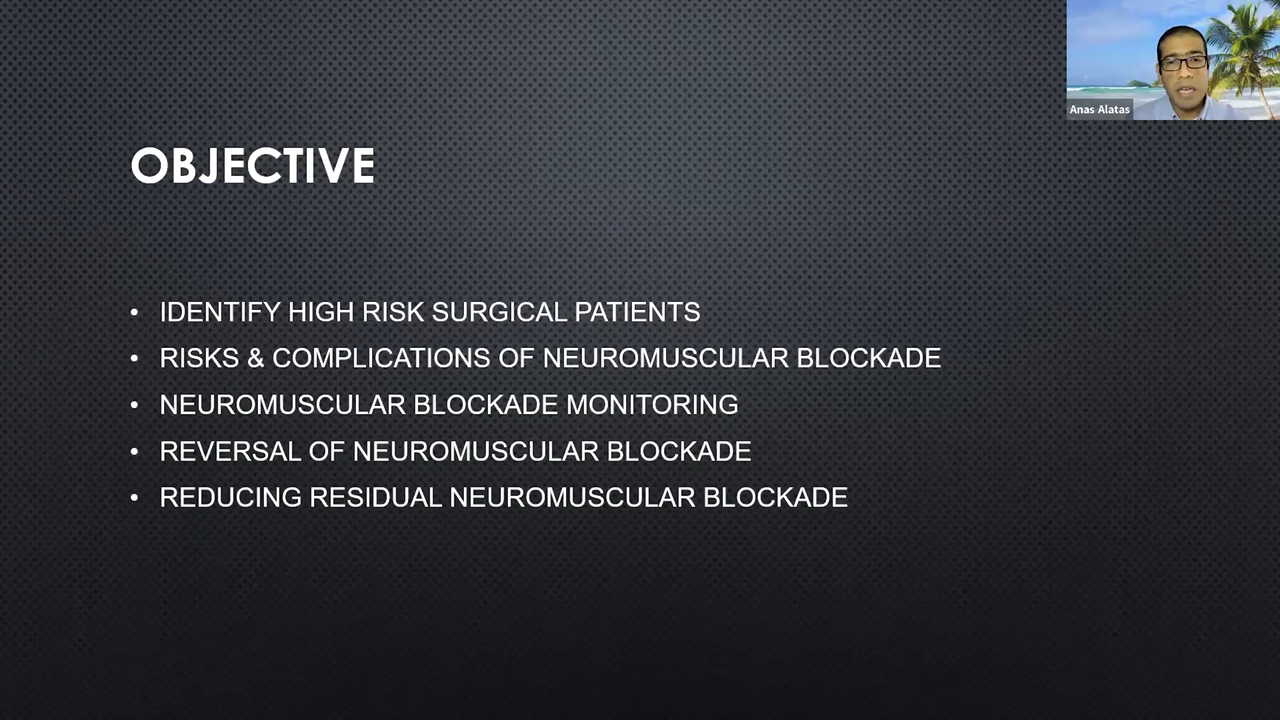 Anas Alatas
OBJECTIVE
• IDENTIFY HIGH RISK SURGICAL PATIENTS
• RISKS & COMPLICATIONS OF NEUROMUSCULAR BLOCKADE
• NEUROMUSCULAR BLOCKADE MONITORING
• REVERSAL OF NEUROMUSCULAR BLOCKADE
• REDUCING RESIDUAL NEUROMUSCULAR BLOCKADE